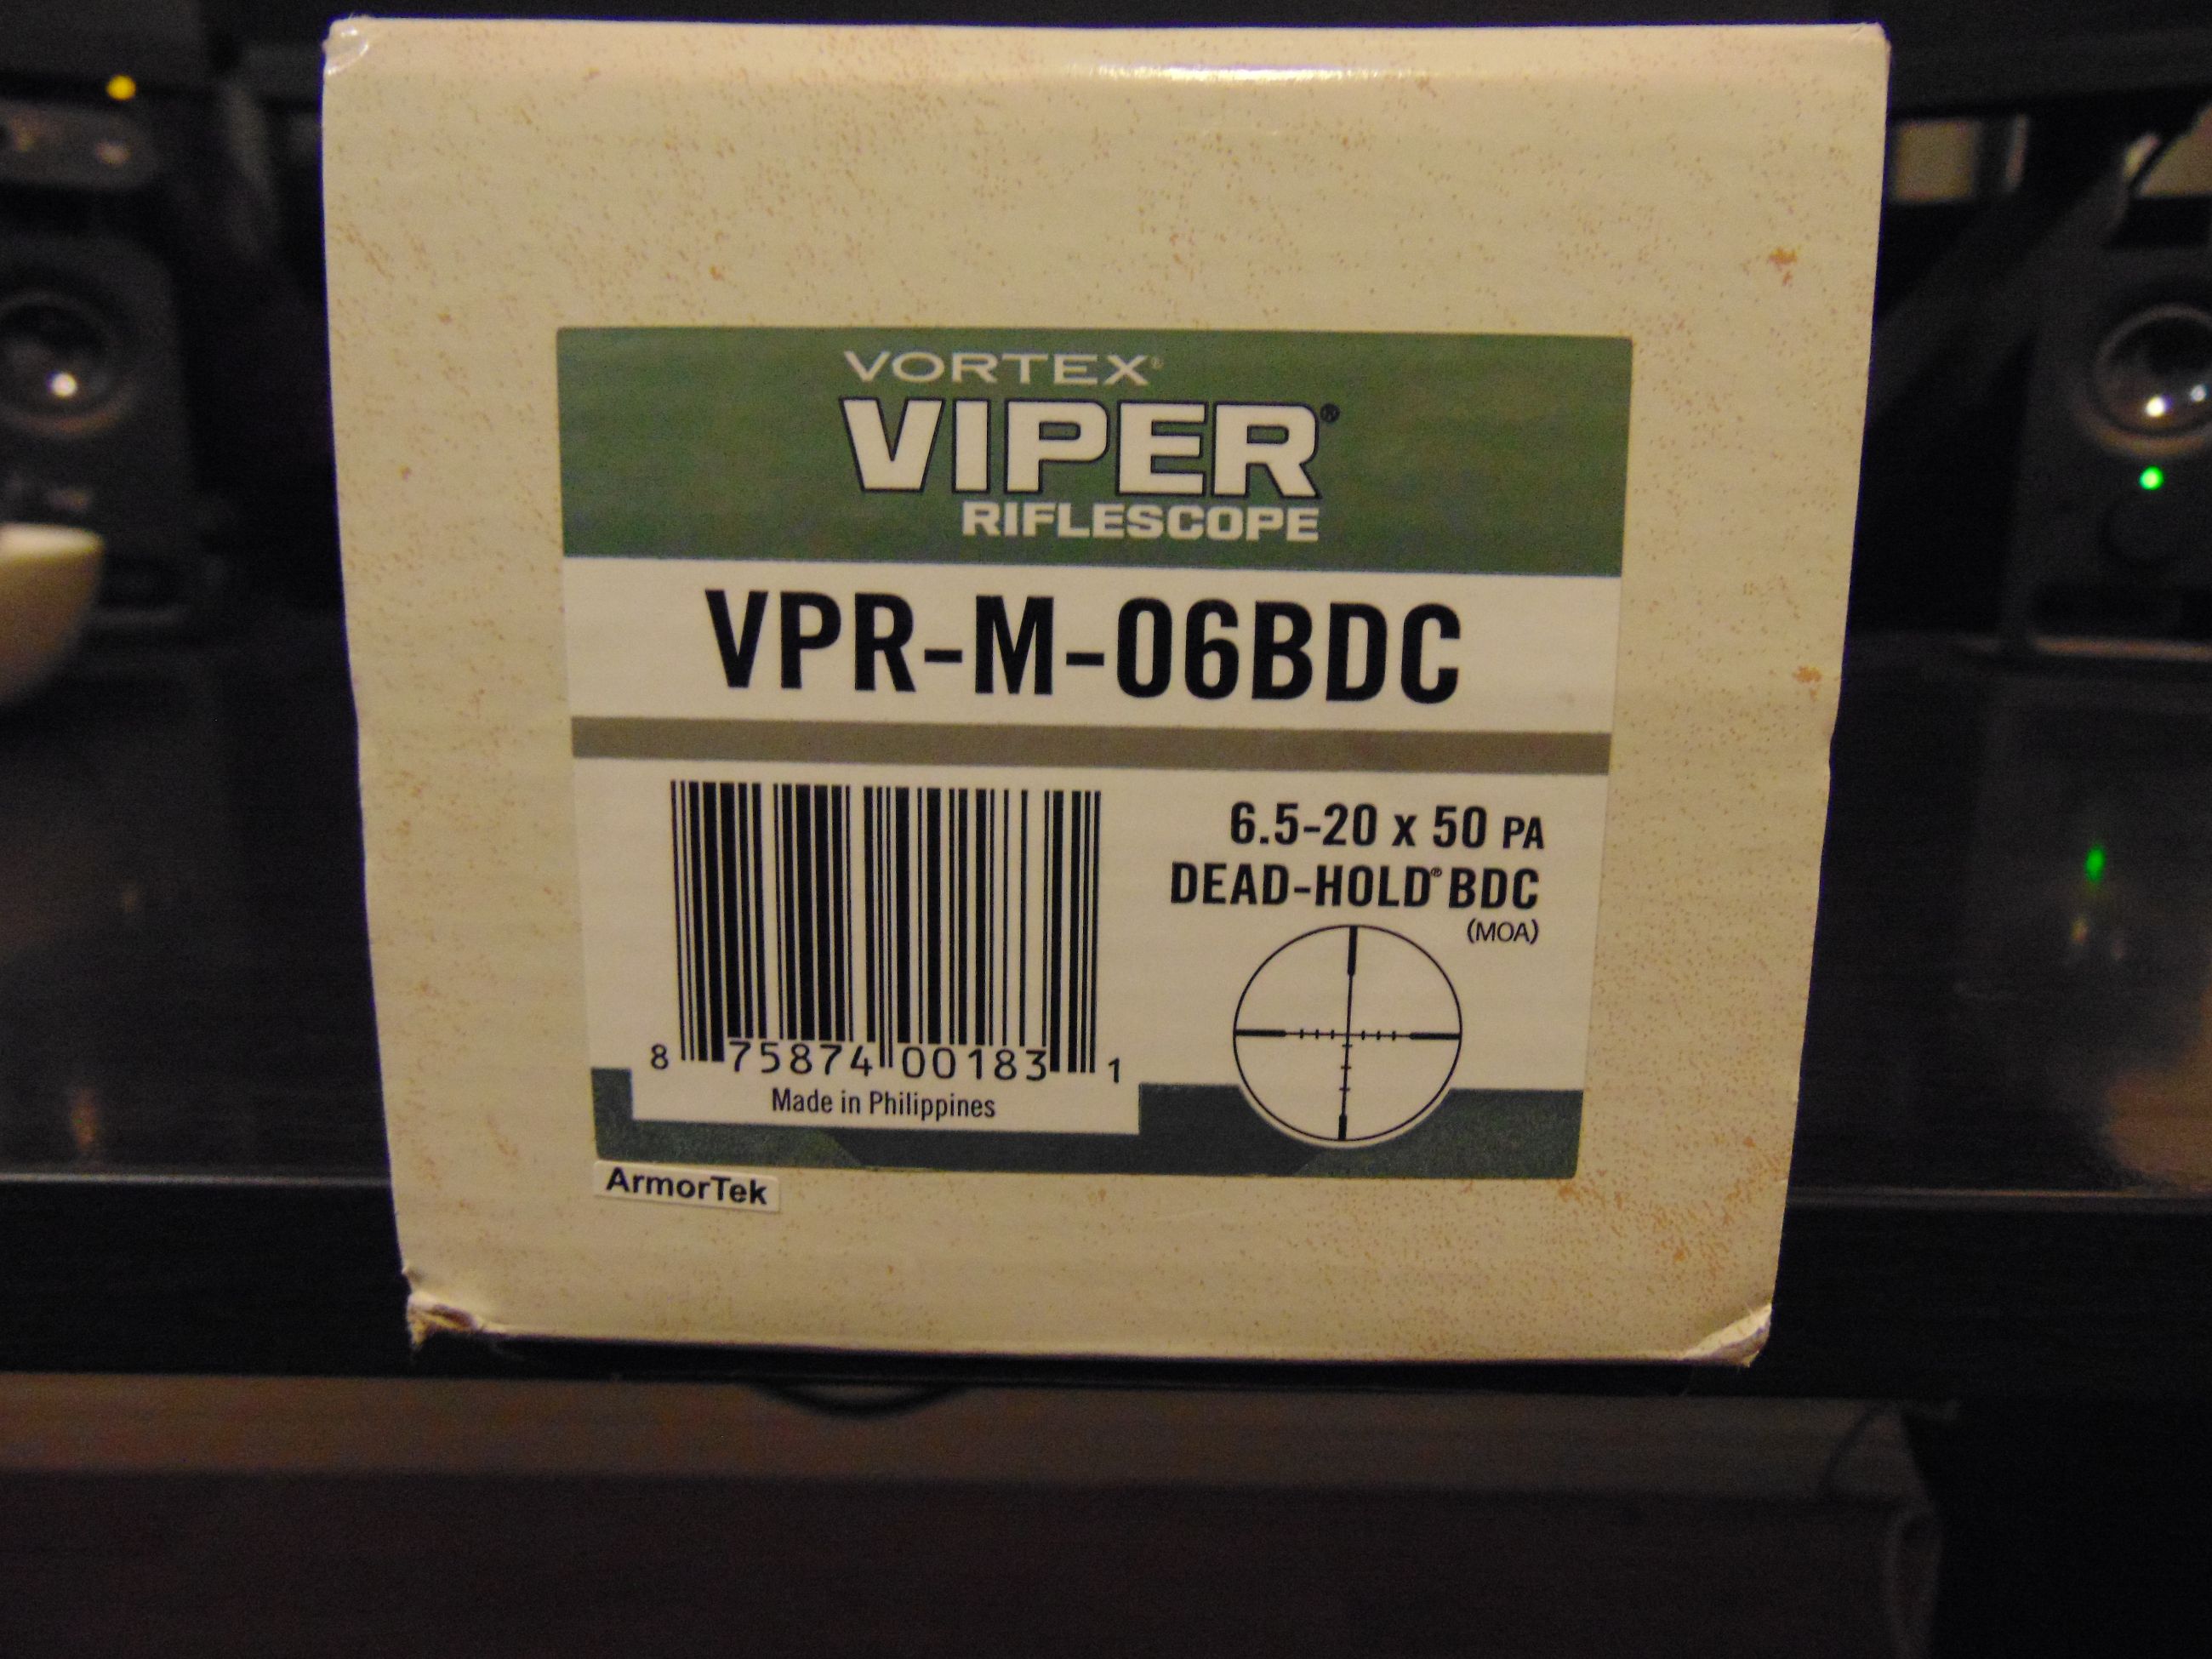 VORTEX®
VIPER®
RIFLESCOPE
VPR-M-06BDC
6.5-20 x 50 PA
DEAD-HOLD® BDC
(MOA)
8 75874 00183 1
Made in Philippines
ArmorTek